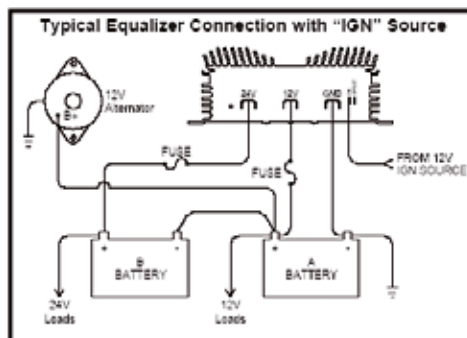 Typical Equalizer Connection with "IGN" Source
12V
Alternator
B+
24V
12V
GND
FUSE
FUSE
FROM 12V
IGN SOURCE
B
BATTERY
+
-
A
BATTERY
+
-
24V
Loads
12V
Loads